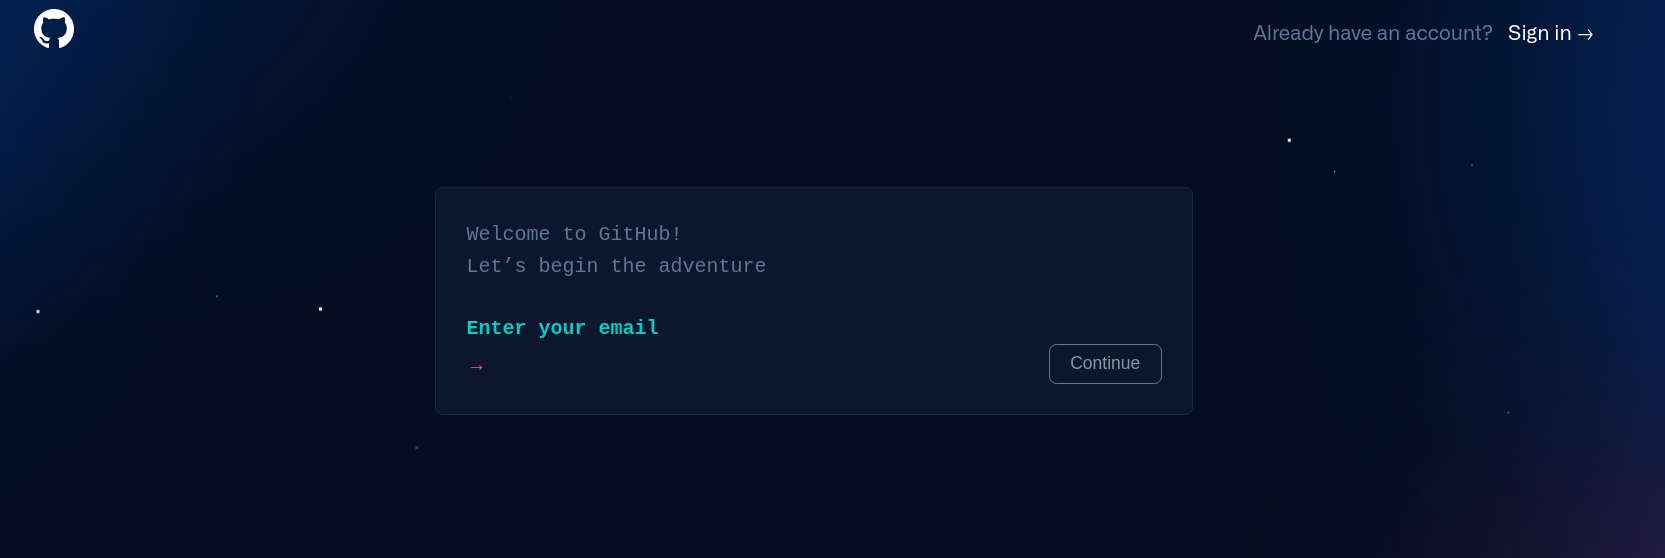 Already have an account? Sign in →
Welcome to GitHub!
Let’s begin the adventure
Enter your email
→
Continue